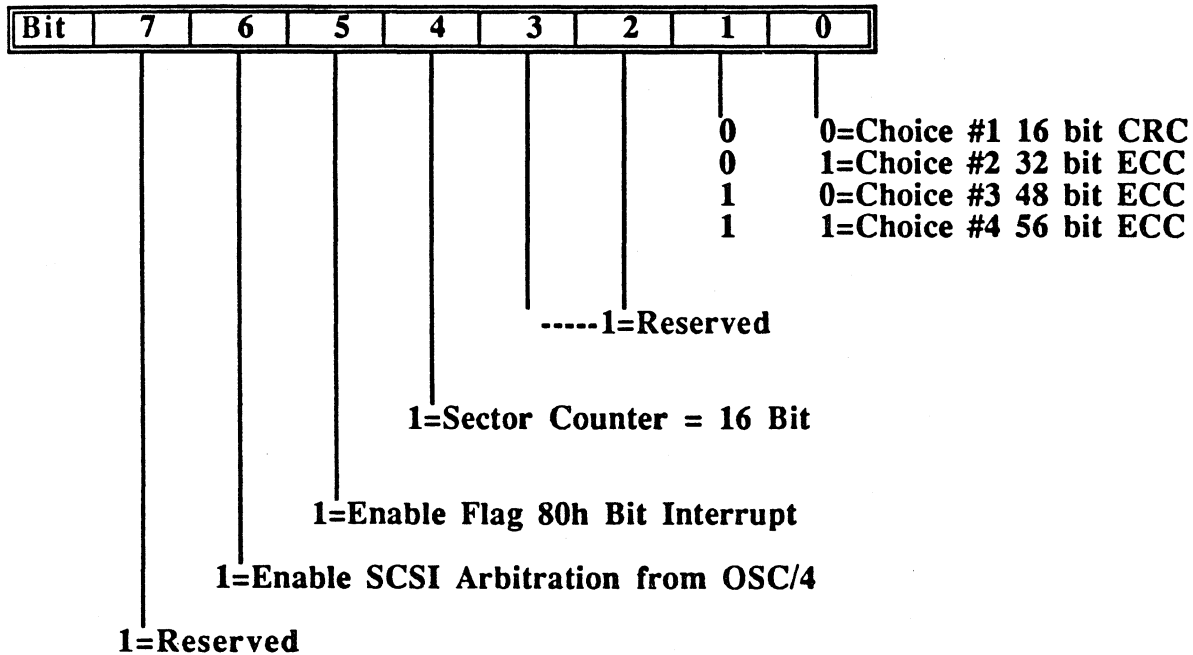 Bit 7 6 5 4 3 2 1 0
0 0=Choice #1 16 bit CRC
0 1=Choice #2 32 bit ECC
1 0=Choice #3 48 bit ECC
1 1=Choice #4 56 bit ECC
-----1=Reserved
1=Sector Counter = 16 Bit
1=Enable Flag 80h Bit Interrupt
1=Enable SCSI Arbitration from OSC/4
1=Reserved